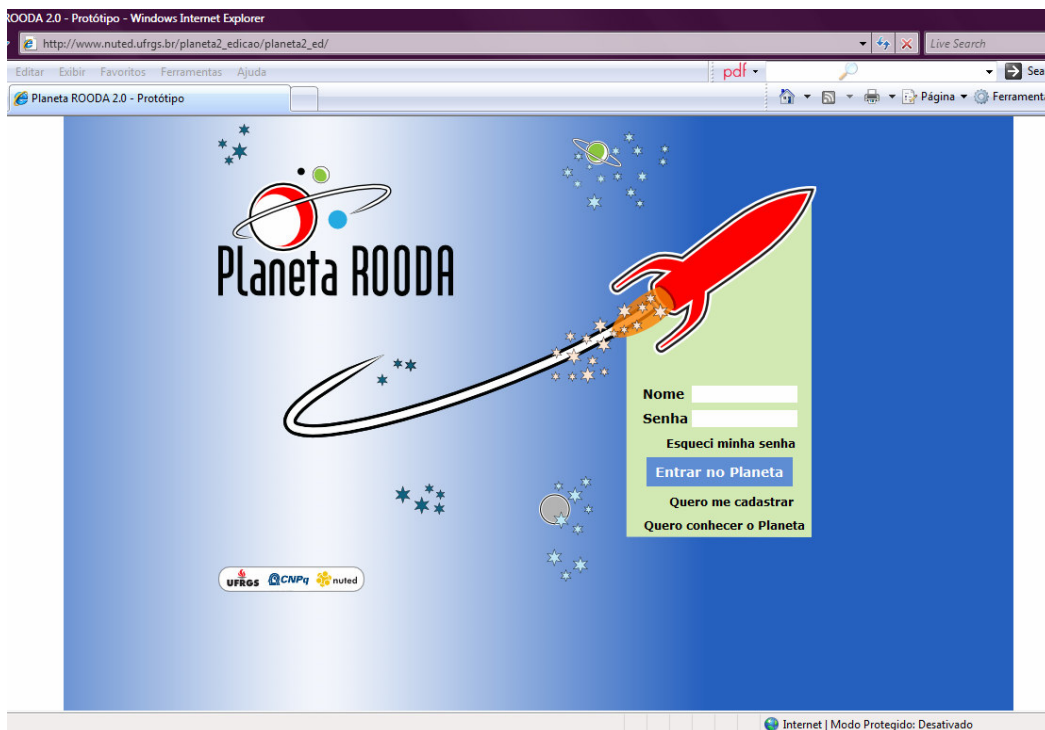 ROODA 2.0 - Protótipo - Windows Internet Explorer
http://www.nuted.ufrgs.br/planeta2_edicao/planeta2_ed/
Live Search
Editar Exibir Favoritos Ferramentas Ajuda
pdf
Sea
Planeta ROODA 2.0 - Protótipo
Página
Ferramenta
Planeta ROODA
Nome
Senha
Esqueci minha senha
Entrar no Planeta
Quero me cadastrar
Quero conhecer o Planeta
UFRGS CNPq nuted
Internet | Modo Protegido: Desativado